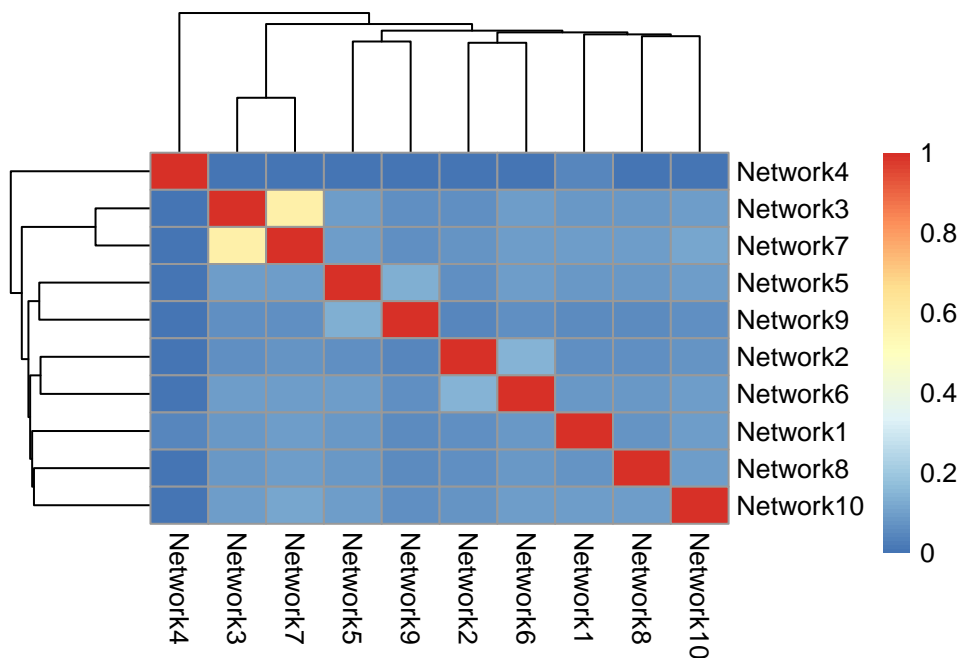 Network4
Network3
Network7
Network5
Network9
Network2
Network6
Network1
Network8
Network10
1
0.8
0.6
0.4
0.2
0
Network4
Network3
Network7
Network5
Network9
Network2
Network6
Network1
Network8
Network10